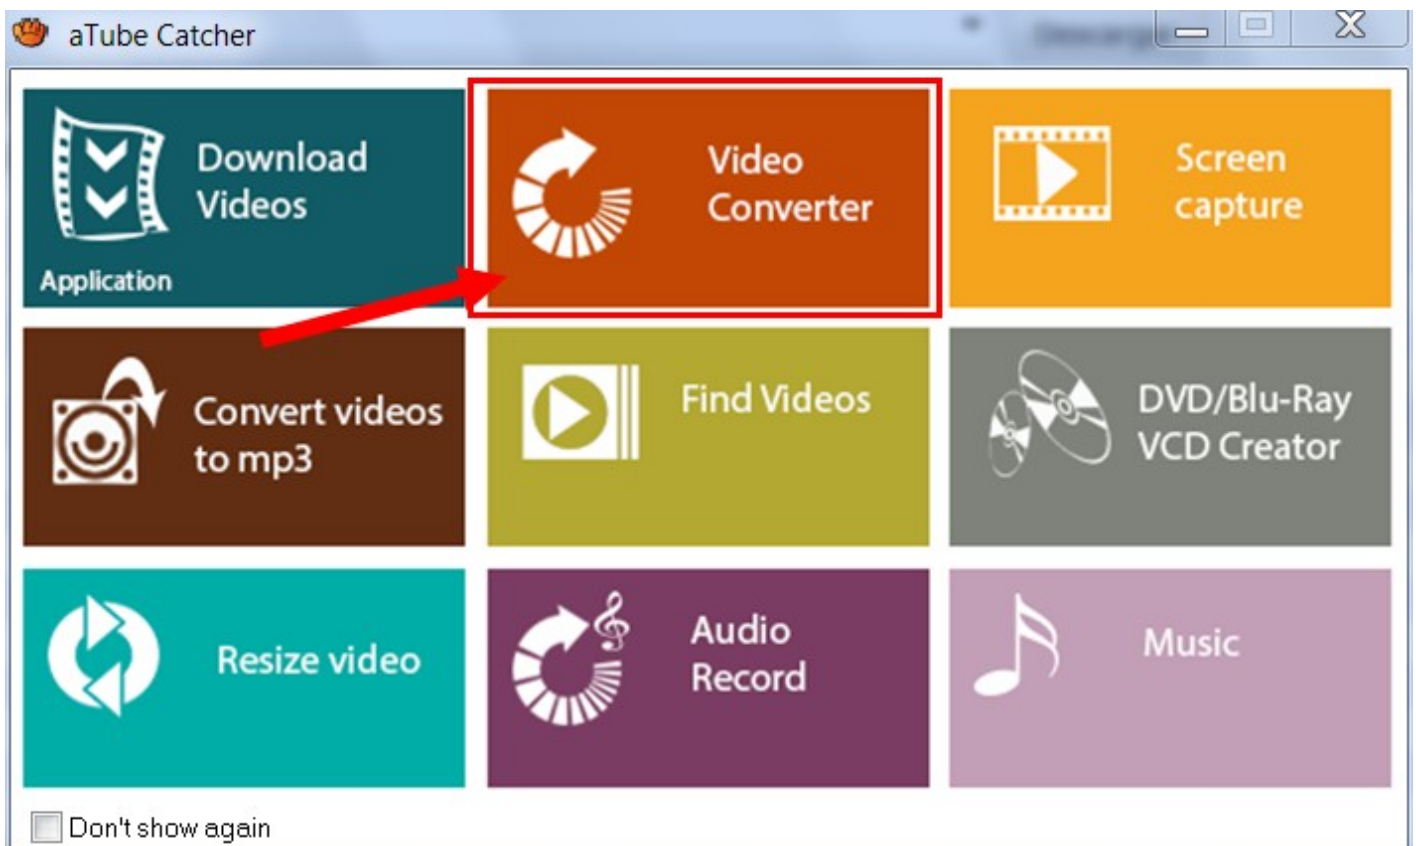 aTube Catcher
Download
Videos
Application
Video
Converter
Screen
capture
Convert videos
to mp3
Find Videos
DVD/Blu-Ray
VCD Creator
Resize video
Audio
Record
Music
Don't show again